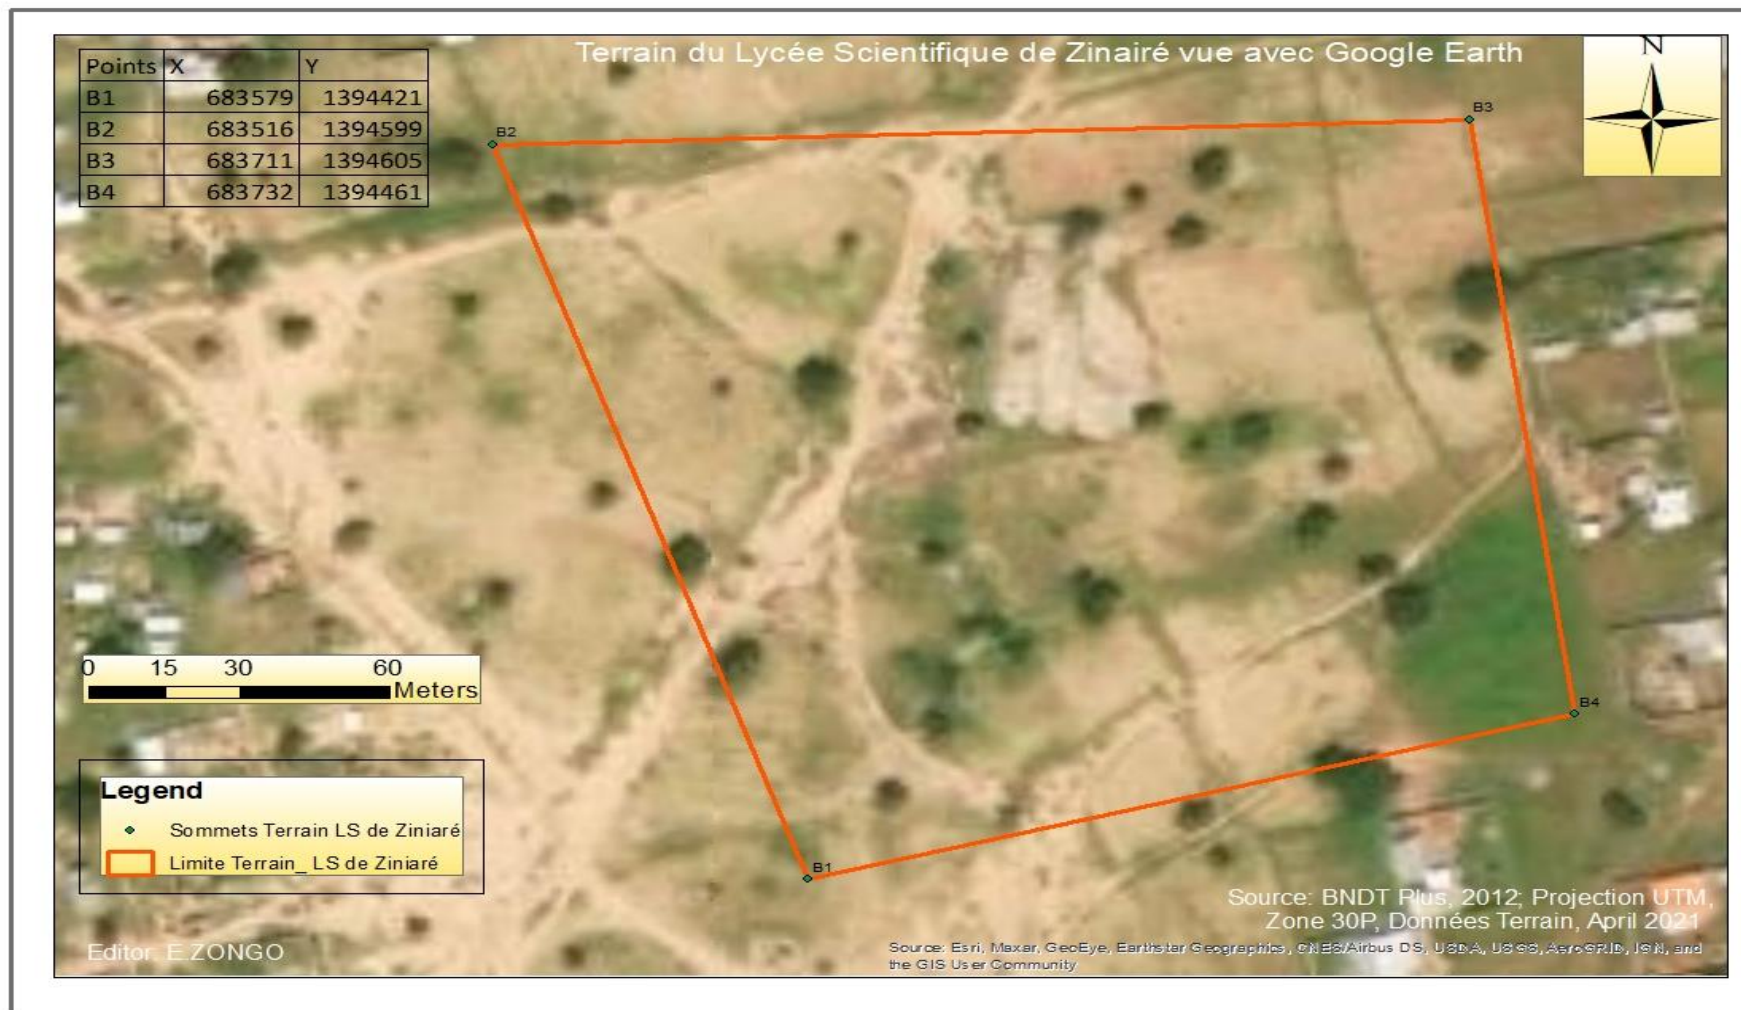 Terrain du Lycée Scientifique de Zinairé vue avec Google Earth
N
Points X Y
B1 683579 1394421
B2 683516 1394599
B3 683711 1394605
B4 683732 1394461
B2
B3
B4
B1
0 15 30 60
Meters
Legend
Sommets Terrain LS de Ziniaré
Limite Terrain_ LS de Ziniaré
Editor: E.ZONGO
Source: BNDT Plus, 2012; Projection UTM,
Zone 30P, Données Terrain, April 2021
Source: Esri, Maxar, GeoEye, Earthstar Geographics, CNES/Airbus DS, USDA, USGS, AeroGRID, IGN, and
the GIS User Community